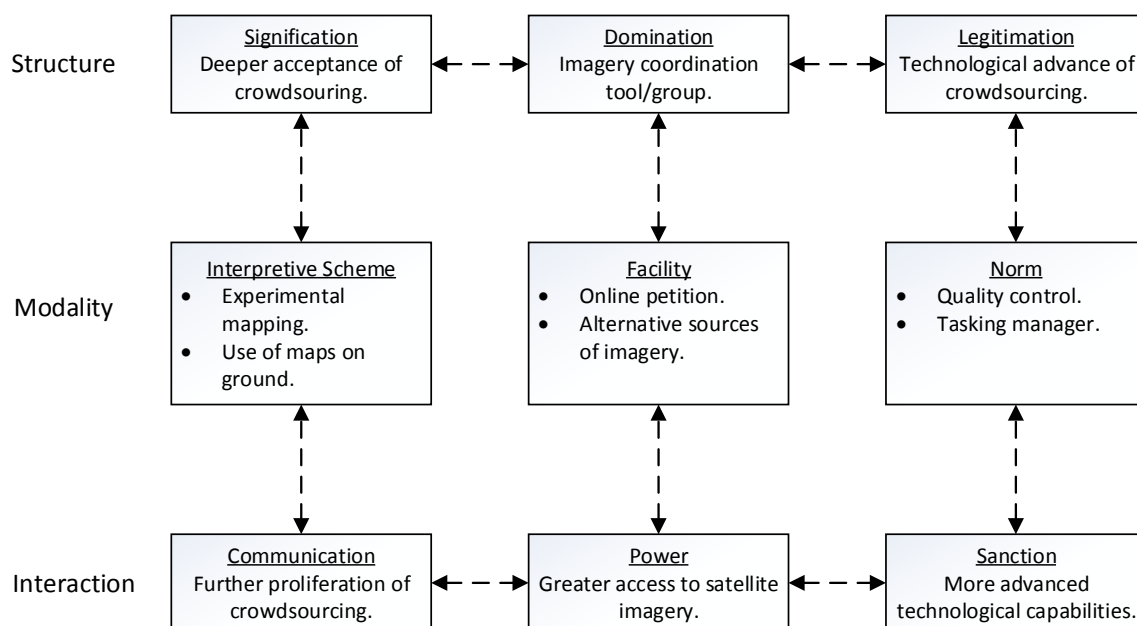 Structure
Signification
Deeper acceptance of
crowdsouring.
Domination
Imagery coordination
tool/group.
Legitimation
Technological advance of
crowdsourcing.
Modality
Interpretive Scheme
• Experimental
mapping.
• Use of maps on
ground.
Facility
• Online petition.
• Alternative sources
of imagery.
Norm
• Quality control.
• Tasking manager.
Interaction
Communication
Further proliferation of
crowdsourcing.
Power
Greater access to satellite
imagery.
Sanction
More advanced
technological capabilities.